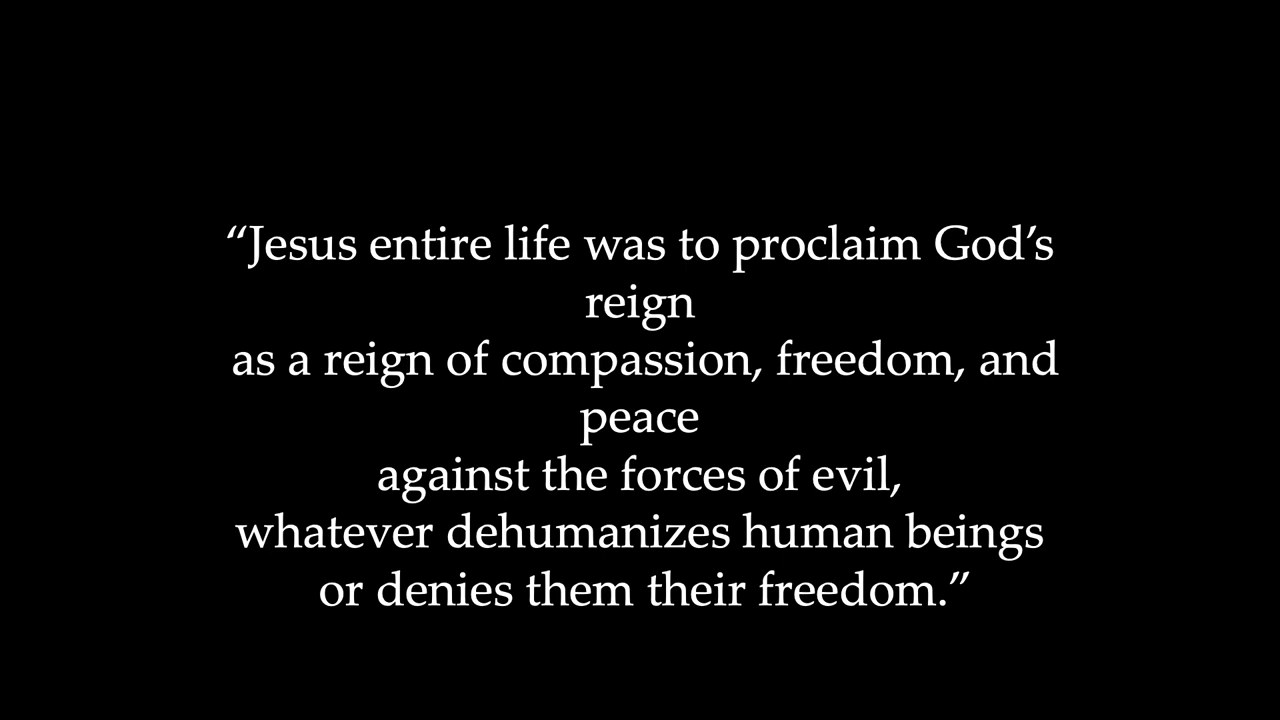 “Jesus entire life was to proclaim God’s
reign
as a reign of compassion, freedom, and
peace
against the forces of evil,
whatever dehumanizes human beings
or denies them their freedom.”